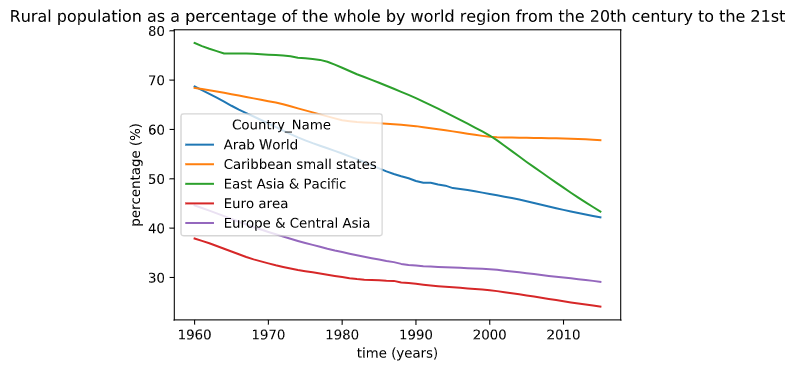 Rural population as a percentage of the whole by world region from the 20th century to the 21st
80
70
60
50
40
30
percentage (%)
Country_Name
Arab World
Caribbean small states
East Asia & Pacific
Euro area
Europe & Central Asia
1960 1970 1980 1990 2000 2010
time (years)